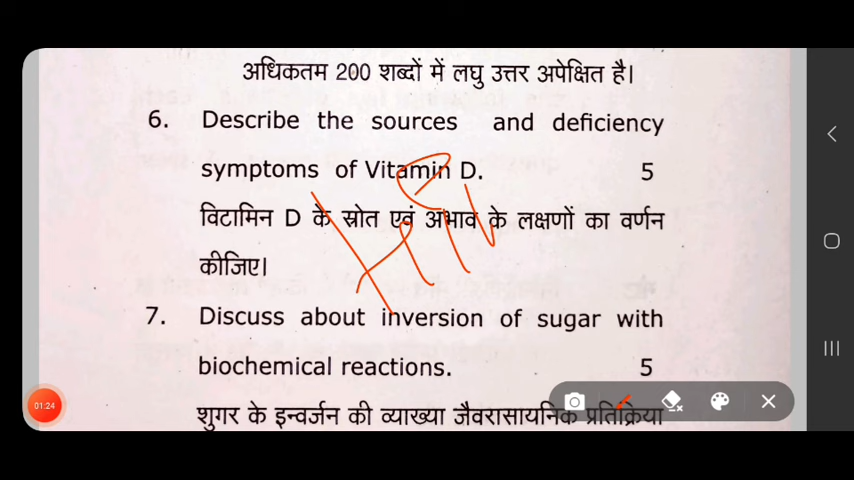 अधिकतम 200 शब्दों में लघु उत्तर अपेक्षित है।
6. Describe the sources and deficiency
symptoms of Vitamin D. 5
विटामिन D के स्रोत एवं अभाव के लक्षणों का वर्णन
कीजिए।
7. Discuss about inversion of sugar with
biochemical reactions. 5
शुगर के इन्वर्जन की व्याख्या जैवरासायनिक प्रतिक्रिया
01:24